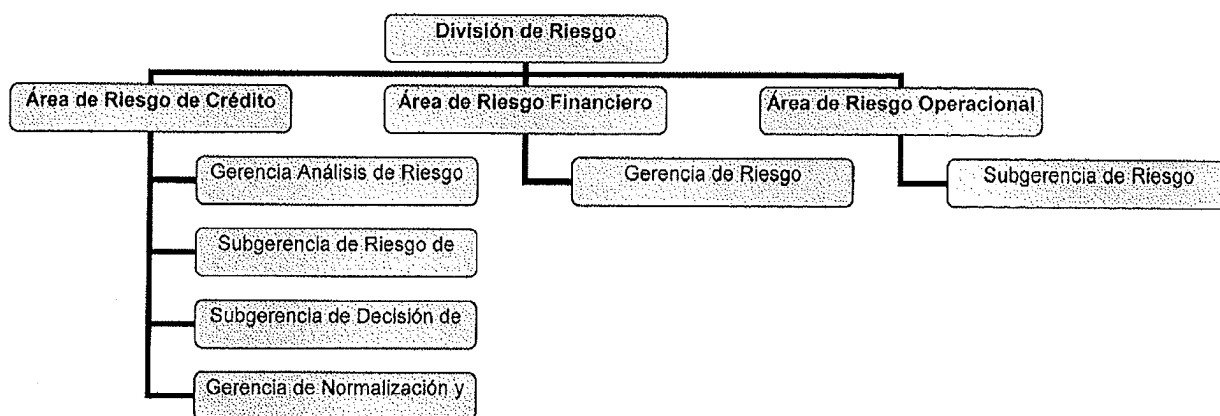 División de Riesgo
Área de Riesgo de Crédito
Área de Riesgo Financiero
Área de Riesgo Operacional
Gerencia Análisis de Riesgo
Gerencia de Riesgo
Subgerencia de Riesgo
Subgerencia de Riesgo de
Subgerencia de Decisión de
Gerencia de Normalización y